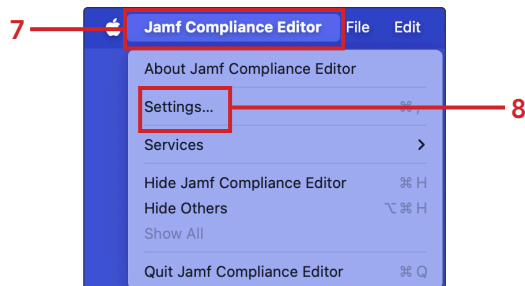 7 Jamf Compliance Editor File Edit
About Jamf Compliance Editor
Settings... ⌘ , 8
Services >
Hide Jamf Compliance Editor ⌘ H
Hide Others ⌥ ⌘ H
Show All
Quit Jamf Compliance Editor ⌘ Q